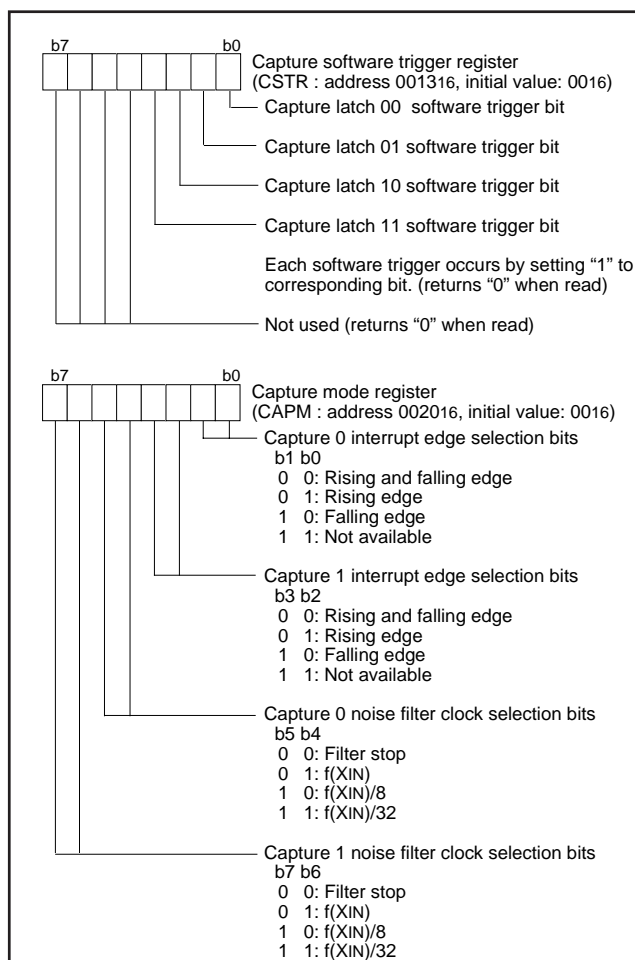 b7 b0
Capture software trigger register
(CSTR : address 001316, initial value: 0016)
Capture latch 00 software trigger bit
Capture latch 01 software trigger bit
Capture latch 10 software trigger bit
Capture latch 11 software trigger bit
Each software trigger occurs by setting “1” to
corresponding bit. (returns “0” when read)
Not used (returns “0” when read)
b7 b0
Capture mode register
(CAPM : address 002016, initial value: 0016)
Capture 0 interrupt edge selection bits
b1 b0
0 0: Rising and falling edge
0 1: Rising edge
1 0: Falling edge
1 1: Not available
Capture 1 interrupt edge selection bits
b3 b2
0 0: Rising and falling edge
0 1: Rising edge
1 0: Falling edge
1 1: Not available
Capture 0 noise filter clock selection bits
b5 b4
0 0: Filter stop
0 1: f(XIN)
1 0: f(XIN)/8
1 1: f(XIN)/32
Capture 1 noise filter clock selection bits
b7 b6
0 0: Filter stop
0 1: f(XIN)
1 0: f(XIN)/8
1 1: f(XIN)/32